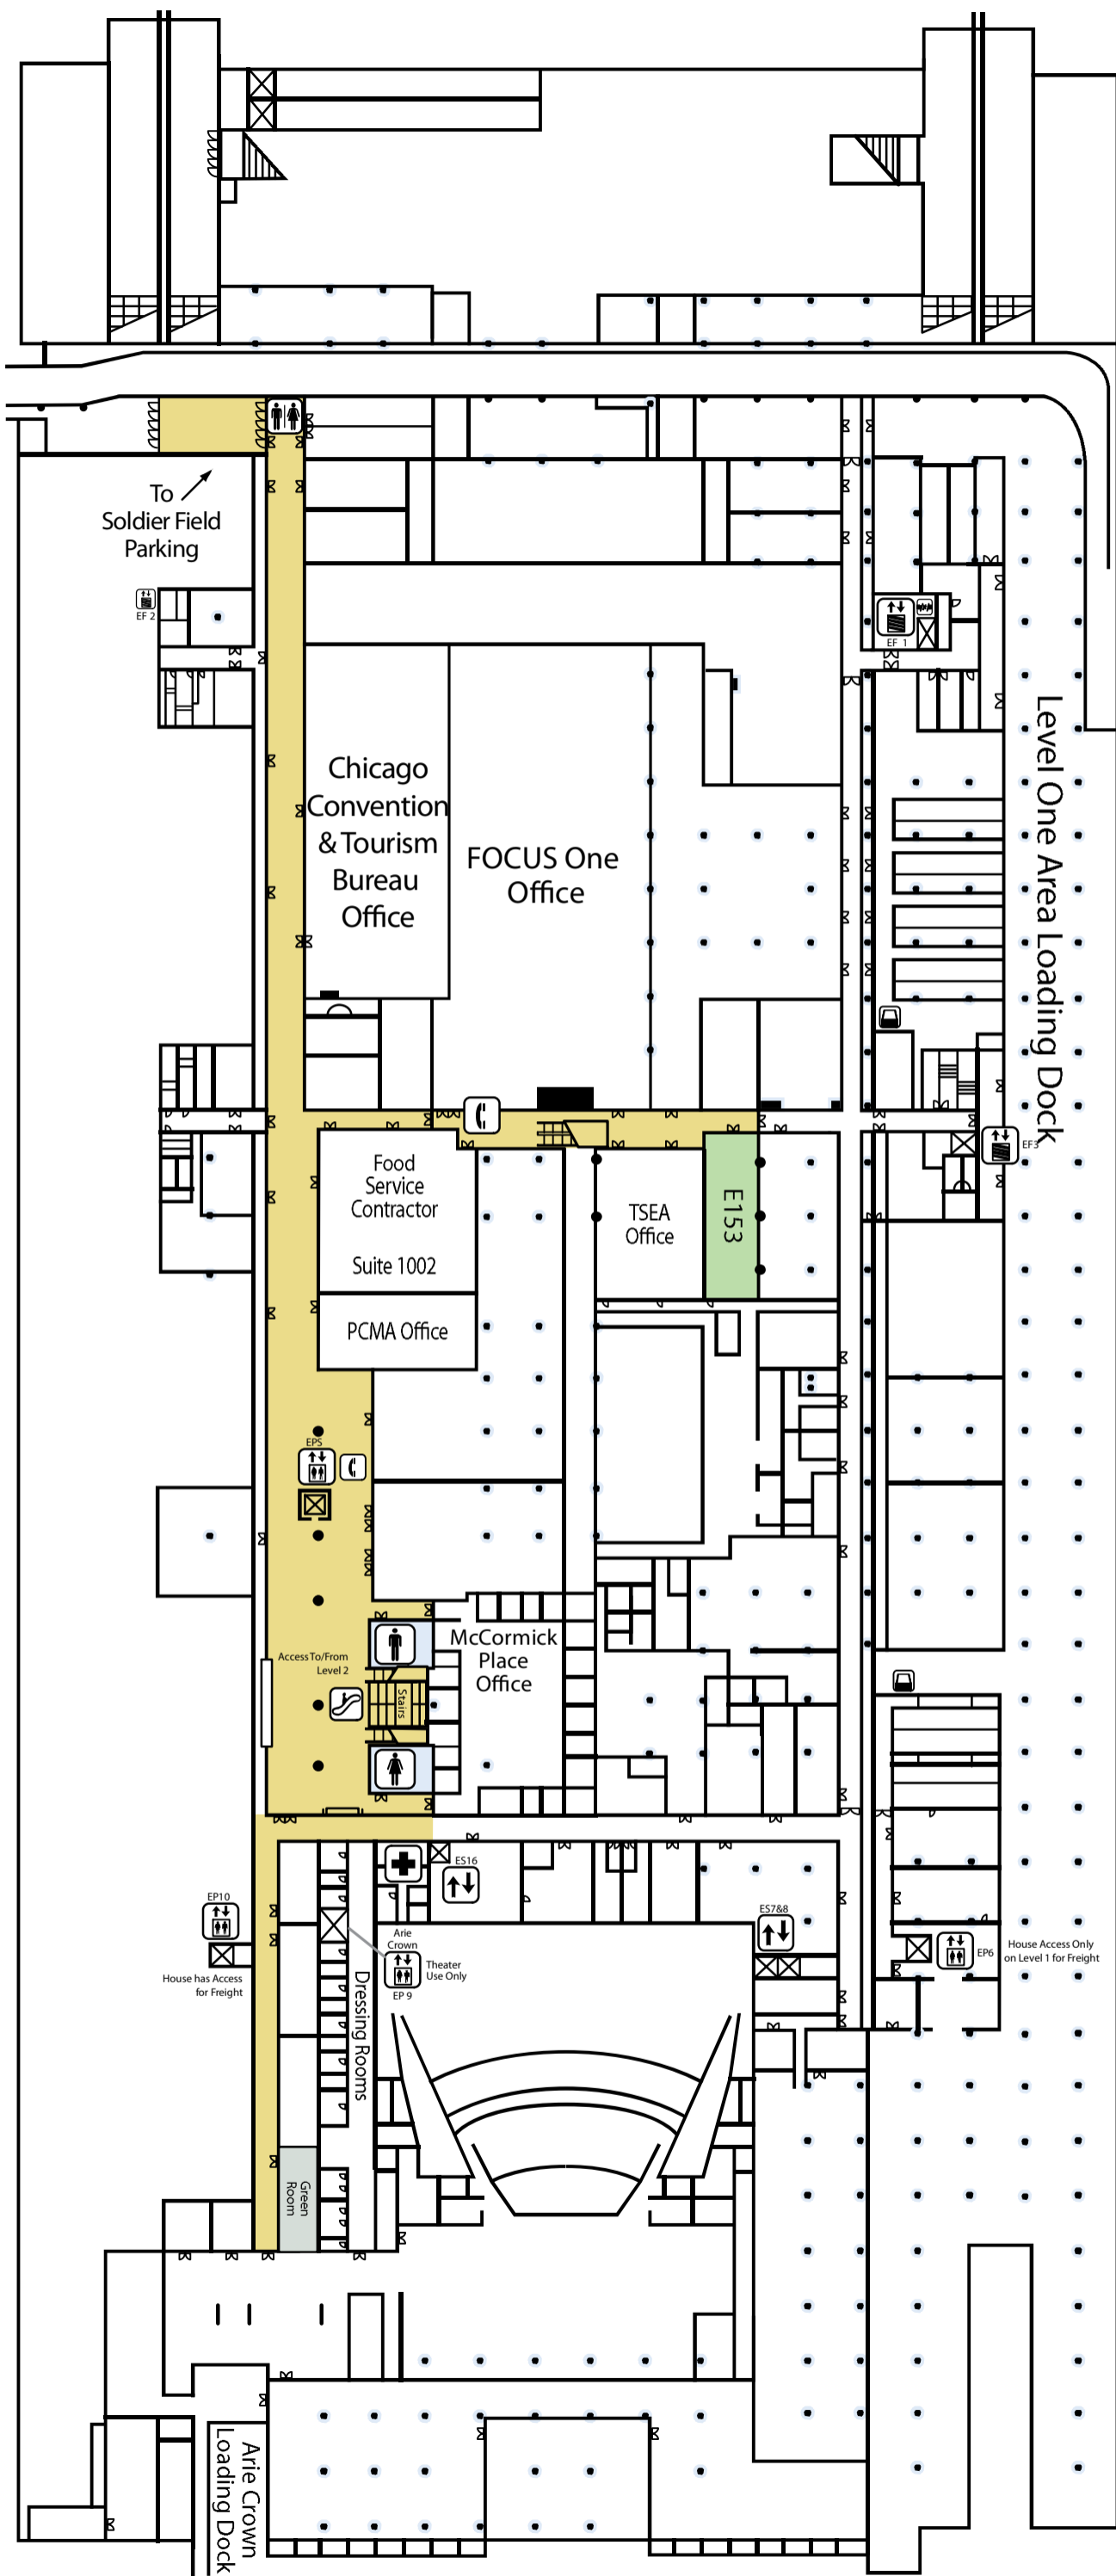 To
Soldier Field
Parking
EF 2
EF 1
Chicago
Convention
& Tourism
Bureau
Office
FOCUS One
Office
Level One Area Loading Dock
EF3
Food
Service
Contractor
Suite 1002
TSEA
Office
E153
PCMA Office
EP5
McCormick
Place
Office
Access To/From
Level 2
Stairs
ES16
EP10
House has Access
for Freight
Arie
Crown
Theater
Use Only
EP 9
ES7&8
EP6
House Access Only
on Level 1 for Freight
Dressing Rooms
Green
Room
Arie Crown
Loading Dock